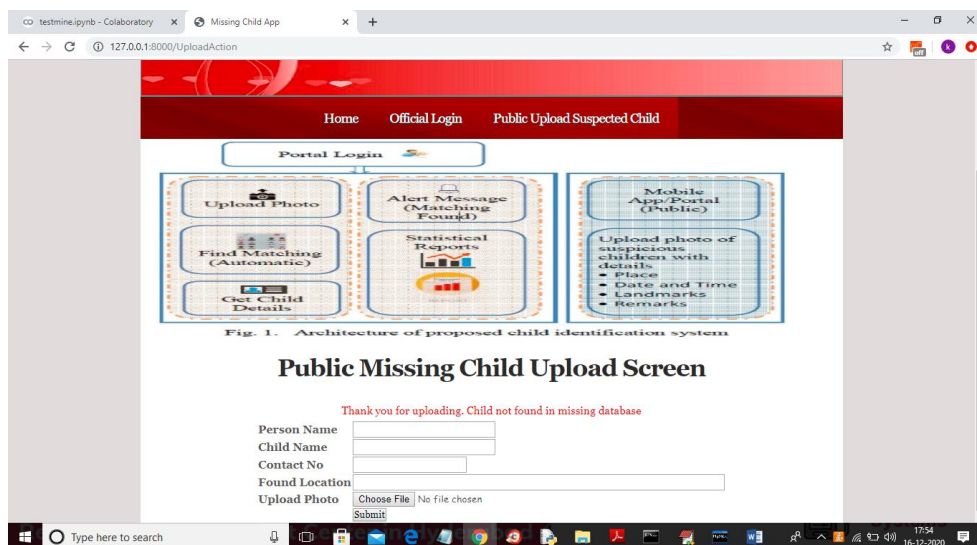 testmine.ipynb - Colaboratory
Missing Child App
127.0.0.1:8000/UploadAction
off
k
Home
Official Login
Public Upload Suspected Child
Portal Login
Upload Photo
Find Matching
(Automatic)
Get Child
Details
Alert Message
(Matching
Found)
Statistical
Reports
Mobile
App/Portal
(Public)
Upload photo of
suspicious
children with
details
• Place
• Date and Time
• Landmarks
• Remarks
Fig. 1. Architecture of proposed child identification system
Public Missing Child Upload Screen
Thank you for uploading. Child not found in missing database
Person Name
Child Name
Contact No
Found Location
Upload Photo
Choose File No file chosen
Submit
Type here to search
17:54
16-12-2020